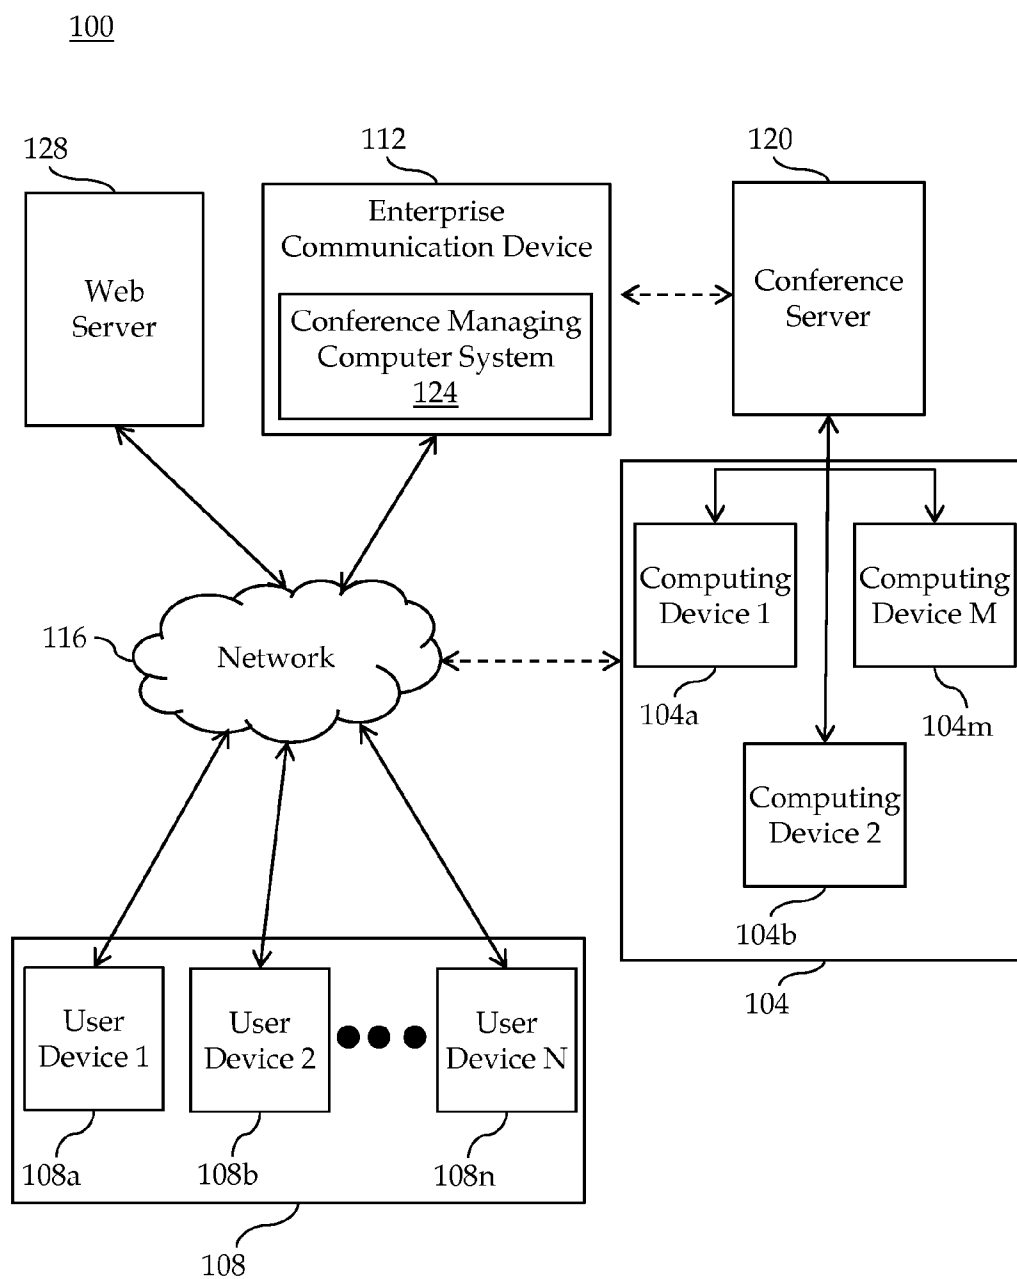 100
128
112
120
Web
Server
Enterprise
Communication Device
Conference Managing
Computer System
124
Conference
Server
116
Network
Computing
Device 1
Computing
Device M
104a
104m
Computing
Device 2
104b
104
User
Device 1
User
Device 2
User
Device N
108a
108b
108n
108